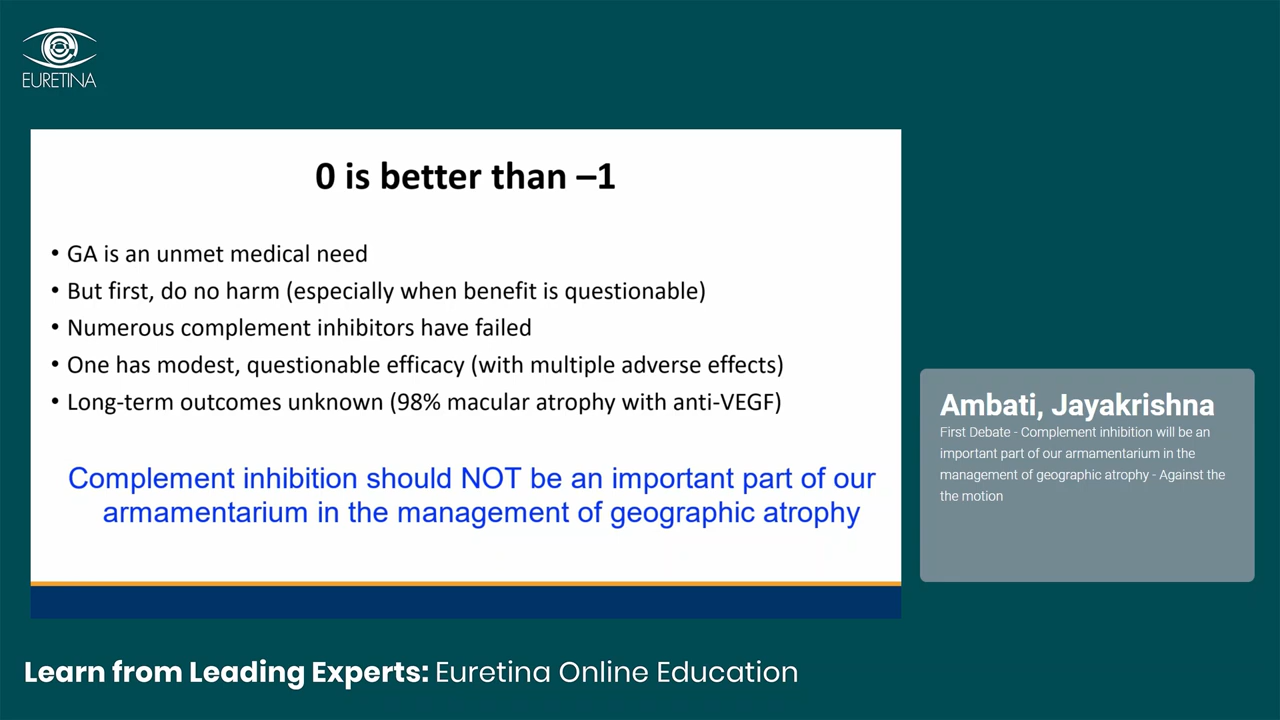 EURETINA
0 is better than –1
• GA is an unmet medical need
• But first, do no harm (especially when benefit is questionable)
• Numerous complement inhibitors have failed
• One has modest, questionable efficacy (with multiple adverse effects)
• Long-term outcomes unknown (98% macular atrophy with anti-VEGF)
Complement inhibition should NOT be an important part of our
armamentarium in the management of geographic atrophy
Ambati, Jayakrishna
First Debate - Complement inhibition will be an
important part of our armamentarium in the
management of geographic atrophy - Against the
the motion
Learn from Leading Experts: Euretina Online Education